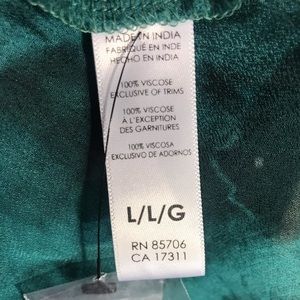 MADE IN INDIA
FABRIQUÉ EN INDE
HECHO EN INDIA
100% VISCOSE
EXCLUSIVE OF TRIMS
100% VISCOSE
À L'EXCEPTION
DES GARNITURES
100% VISCOSA
EXCLUSIVO DE ADORNOS
L/L/G
RN 85706
CA 17311